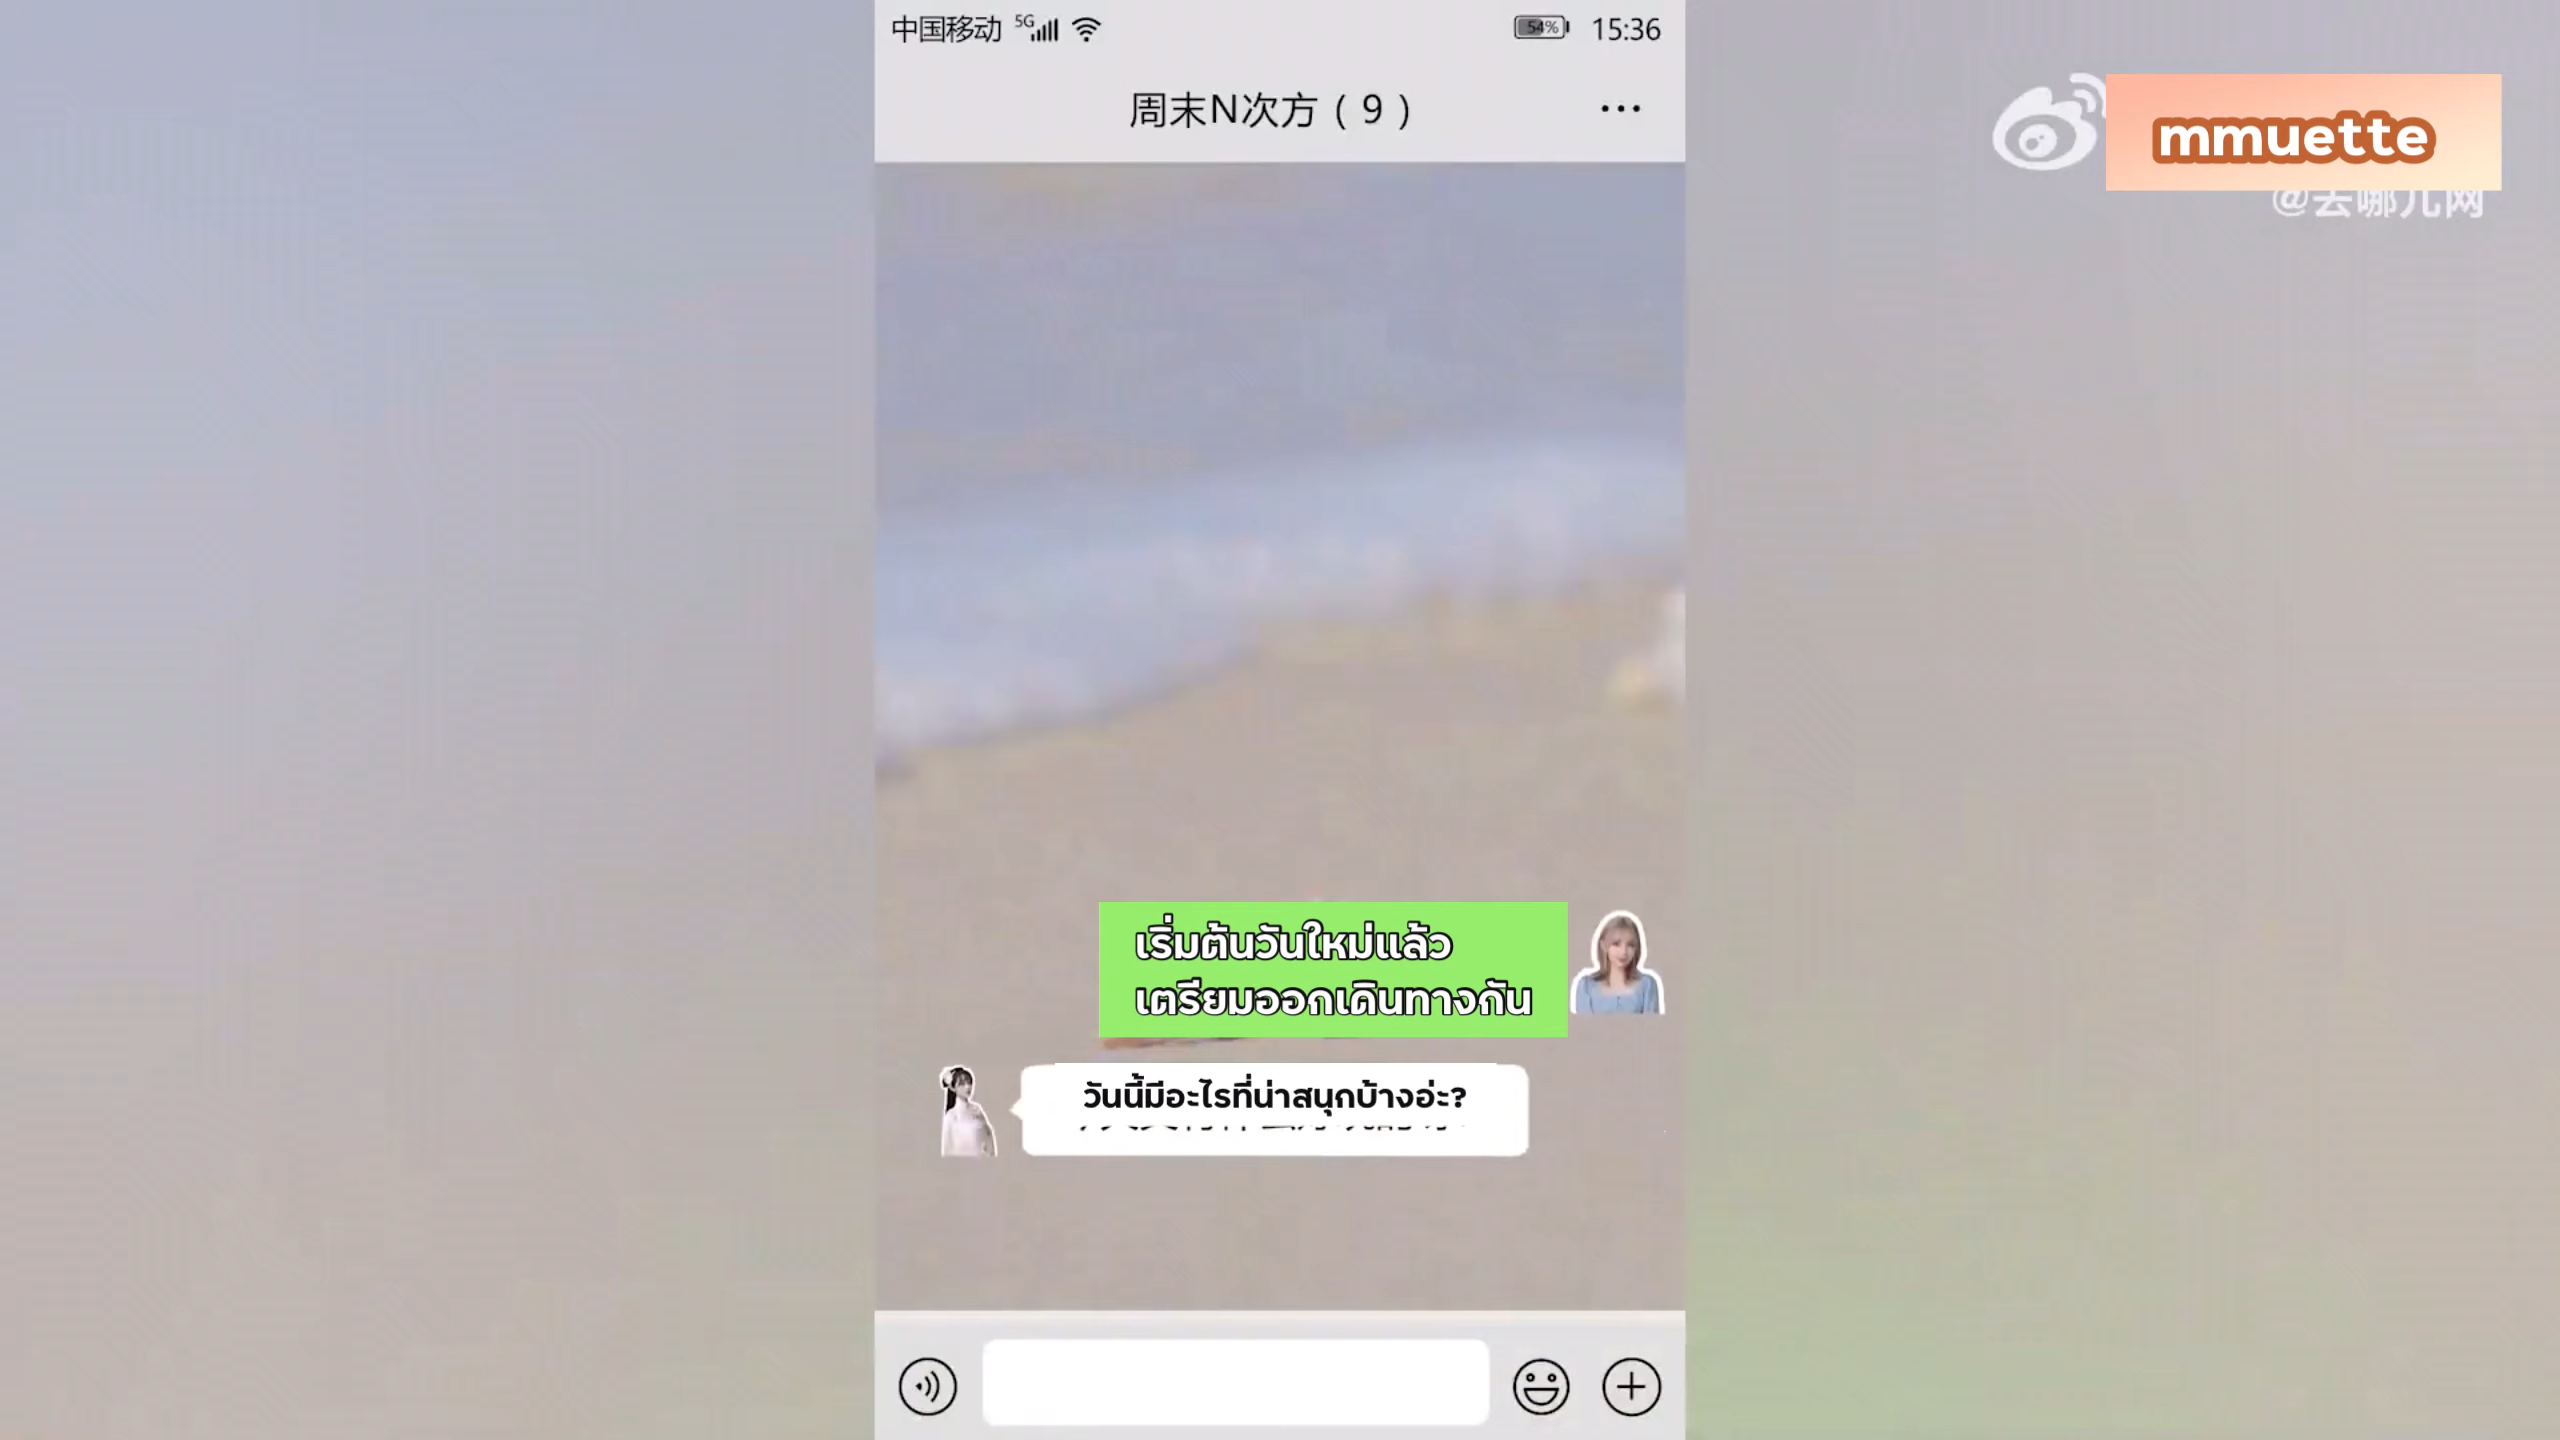 中国移动 5G 54% 15:36
周末N次方（9）
mmuette
@去哪儿网
เริ่มต้นวันใหม่แล้ว
เตรียมออกเดินทางกัน
วันนี้มีอะไรที่น่าสนุกบ้างอ่ะ?